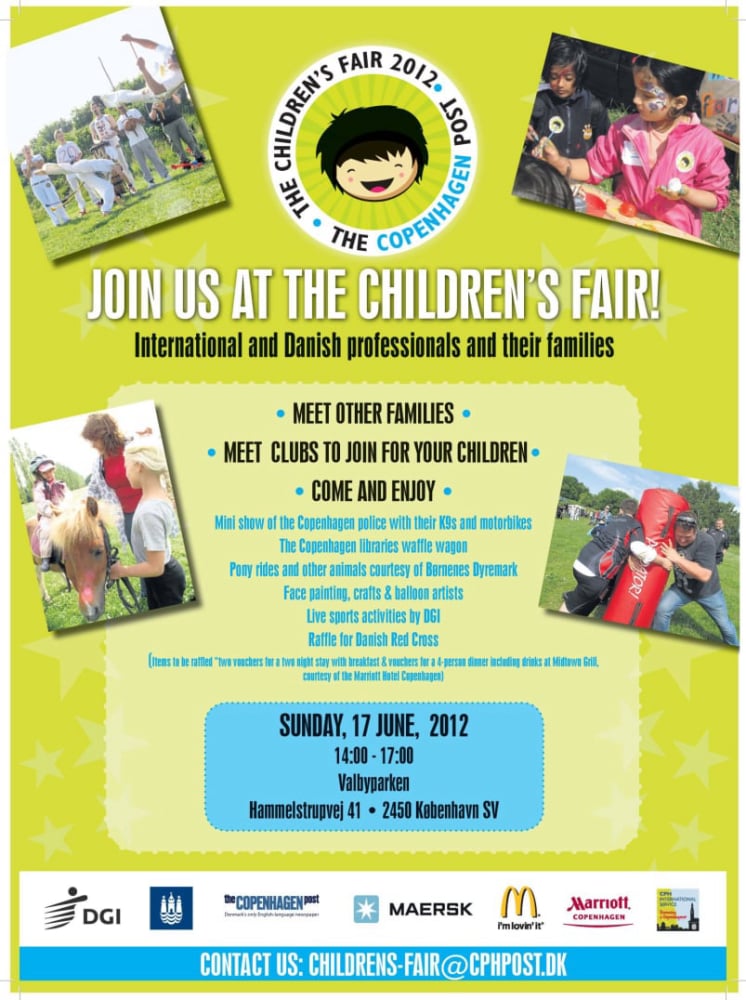 THE CHILDREN'S FAIR 2012
• THE COPENHAGEN POST •
for
JOIN US AT THE CHILDREN'S FAIR!
International and Danish professionals and their families
• MEET OTHER FAMILIES •
• MEET CLUBS TO JOIN FOR YOUR CHILDREN •
• COME AND ENJOY •
Mini show of the Copenhagen police with their K9s and motorbikes
The Copenhagen libraries waffle wagon
Pony rides and other animals courtesy of Børnenes Dyremark
Face painting, crafts & balloon artists
Live sports activities by DGI
Raffle for Danish Red Cross
(Items to be raffled "two vouchers for a two night stay with breakfast & vouchers for a 4-person dinner including drinks at Midtown Grill,
courtesy of the Marriott Hotel Copenhagen)
SUNDAY, 17 JUNE, 2012
14:00 - 17:00
Valbyparken
Hammelstrupvej 41 • 2450 København SV
DGI
the COPENHAGEN post
Denmark's only English-language newspaper
MAERSK
i'm lovin' it
Marriott
COPENHAGEN
CPH
INTERNATIONAL
SERVICE
CONTACT US: CHILDRENS-FAIR@CPHPOST.DK